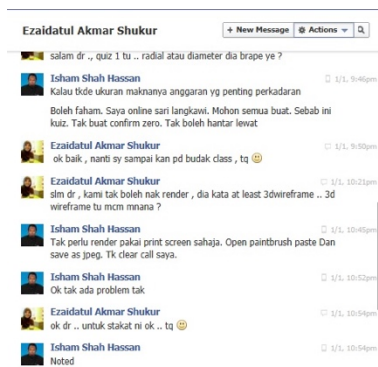 Ezaidatul Akmar Shukur
+ New Message
Actions
salam dr ., quiz 1 tu .. radial atau diameter dia brape ye ?
Isham Shah Hassan
1/1, 9:46pm
Kalau tkde ukuran maknanya anggaran yg penting perkadaran
Boleh faham. Saya online sari langkawi. Mohon semua buat. Sebab ini
kuiz. Tak buat confirm zero. Tak boleh hantar lewat
Ezaidatul Akmar Shukur
1/1, 9:50pm
ok baik , nanti sy sampai kan pd budak class , tq
Ezaidatul Akmar Shukur
1/1, 10:21pm
slm dr , kami tak boleh nak render , dia kata at least 3dwireframe .. 3d
wireframe tu mcm mnana ?
Isham Shah Hassan
1/1, 10:45pm
Tak perlu render pakai print screen sahaja. Open paintbrush paste Dan
save as jpeg. Tk clear call saya.
Isham Shah Hassan
1/1, 10:52pm
Ok tak ada problem tak
Ezaidatul Akmar Shukur
1/1, 10:54pm
ok dr .. untuk stakat ni ok .. tq
Isham Shah Hassan
1/1, 10:54pm
Noted